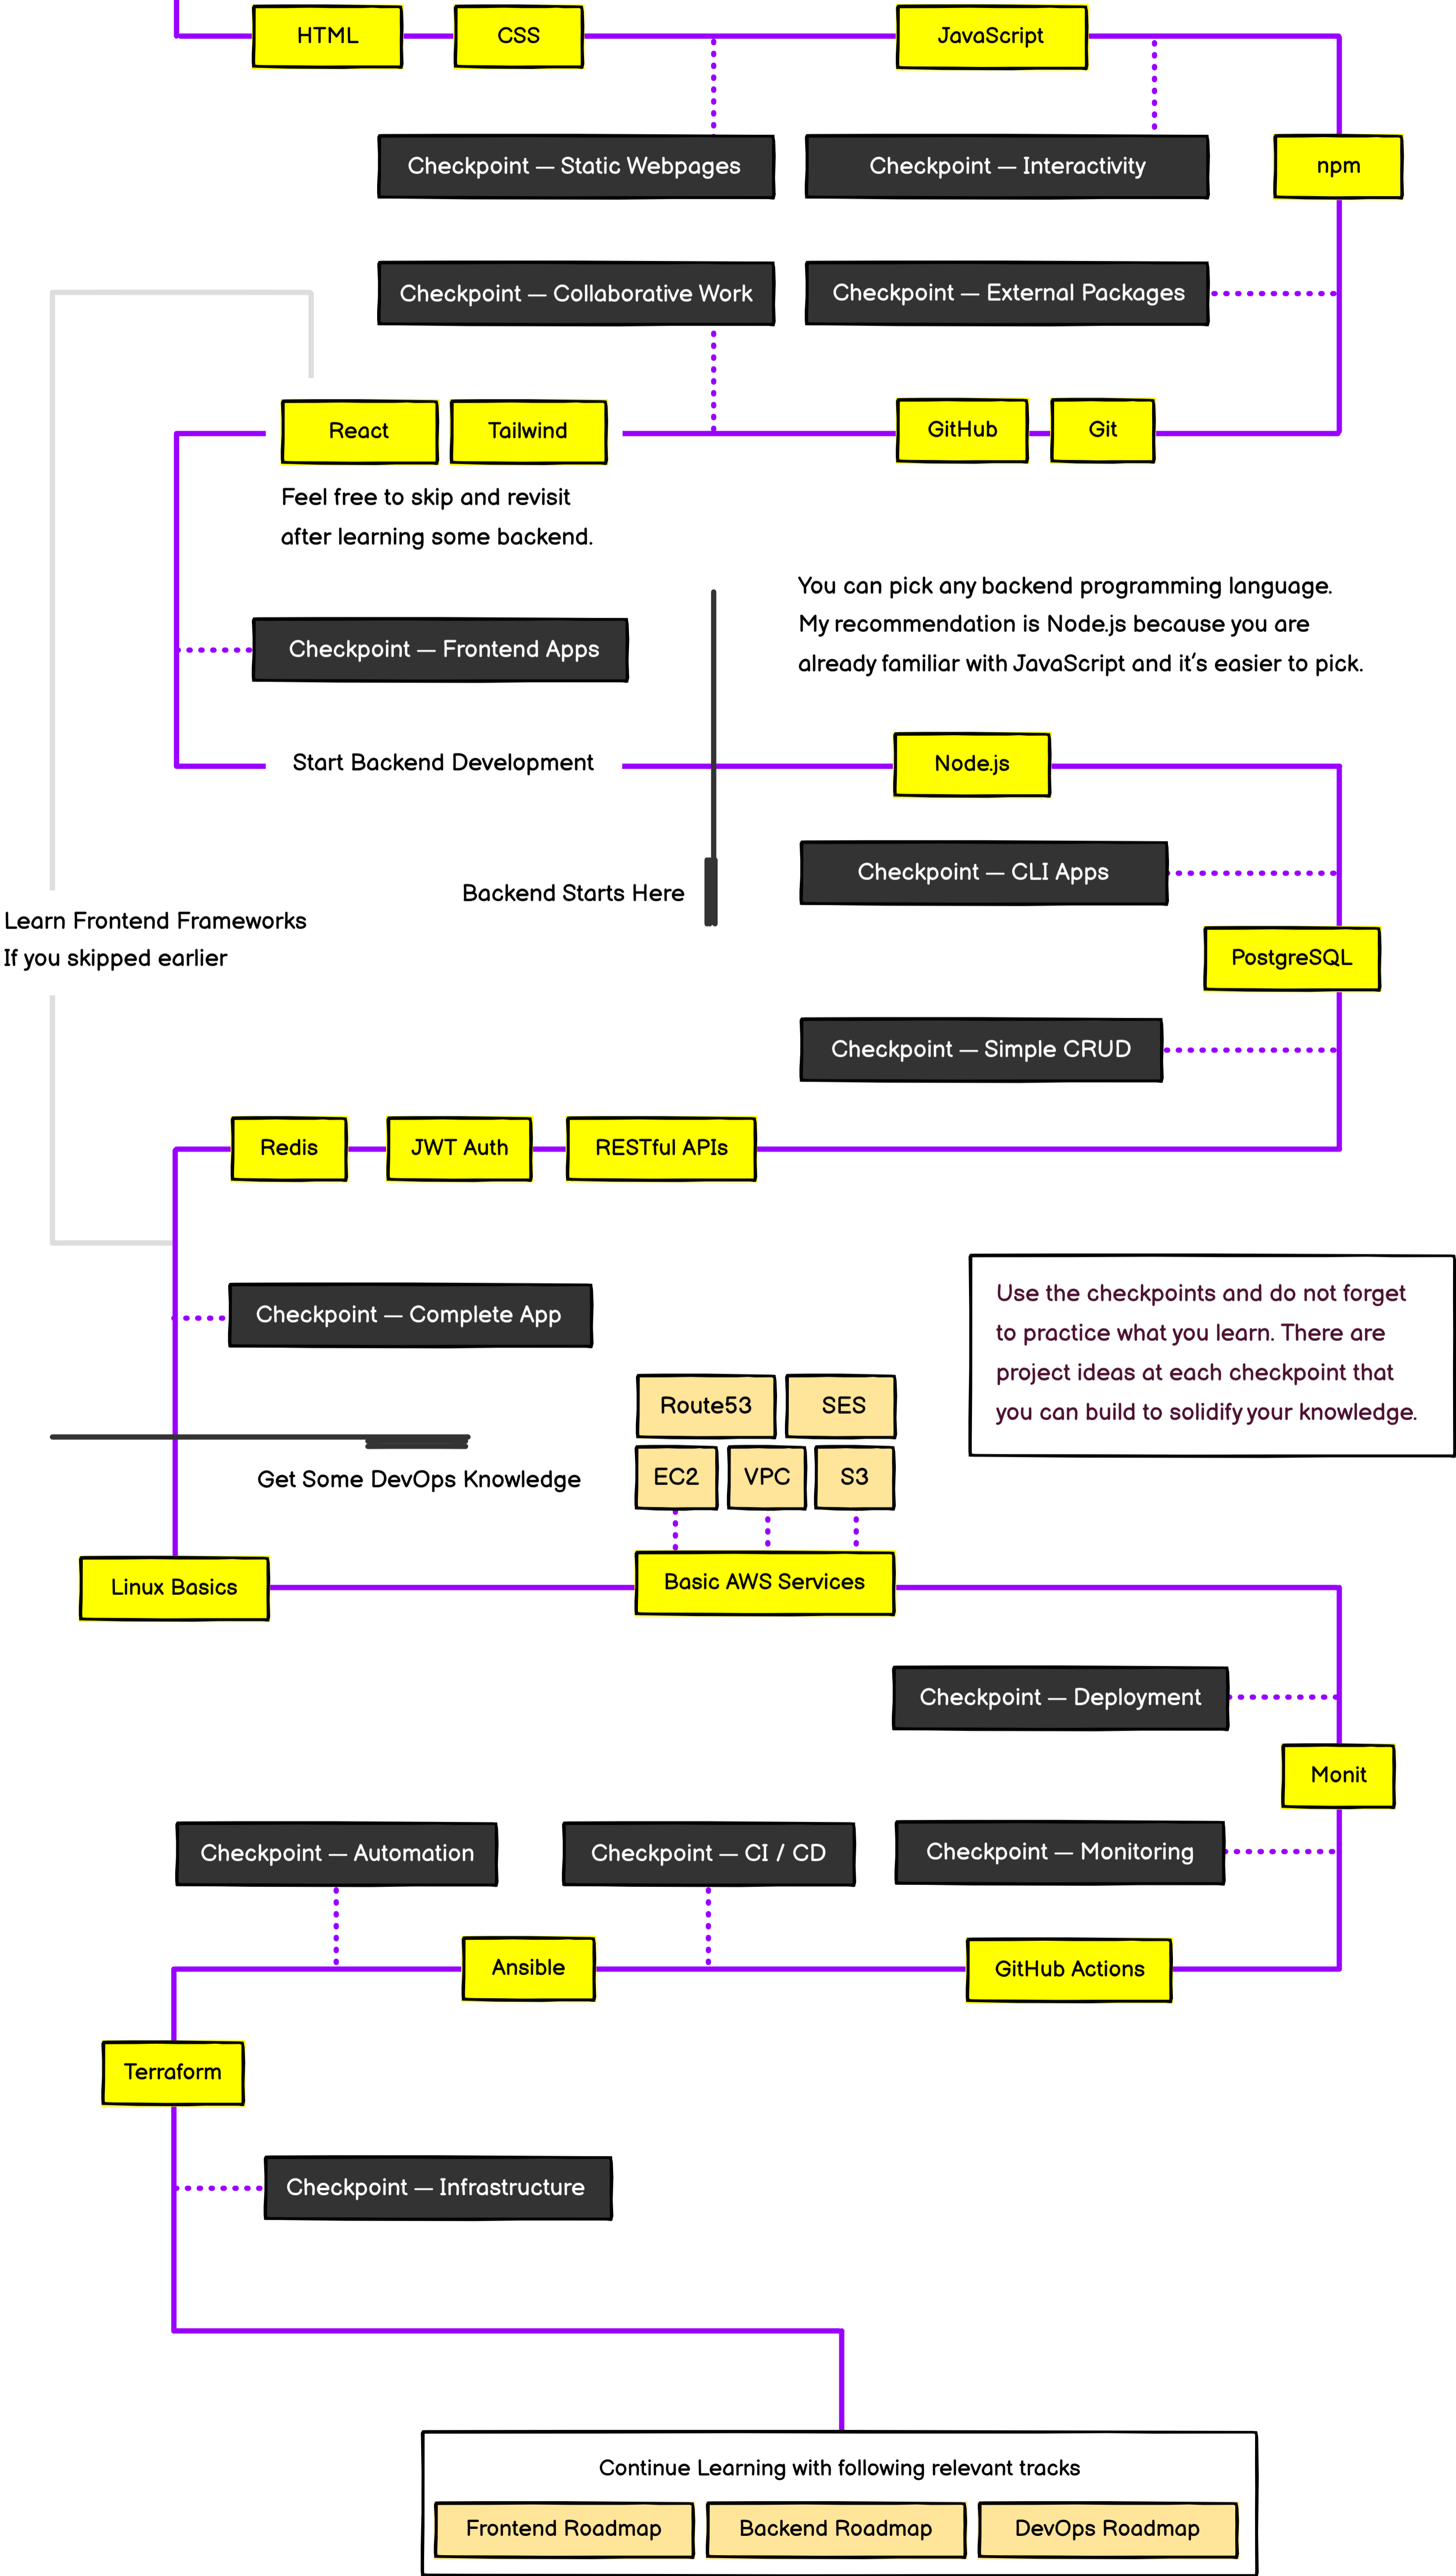 HTML
CSS
JavaScript
Checkpoint — Static Webpages
Checkpoint — Interactivity
npm
Checkpoint — Collaborative Work
Checkpoint — External Packages
React
Tailwind
GitHub
Git
Feel free to skip and revisit
after learning some backend.
You can pick any backend programming language.
My recommendation is Node.js because you are
already familiar with JavaScript and it's easier to pick.
Checkpoint — Frontend Apps
Start Backend Development
Node.js
Checkpoint — CLI Apps
Backend Starts Here
Learn Frontend Frameworks
If you skipped earlier
PostgreSQL
Checkpoint — Simple CRUD
Redis
JWT Auth
RESTful APIs
Checkpoint — Complete App
Use the checkpoints and do not forget
to practice what you learn. There are
project ideas at each checkpoint that
you can build to solidify your knowledge.
Route53
SES
EC2
VPC
S3
Get Some DevOps Knowledge
Linux Basics
Basic AWS Services
Checkpoint — Deployment
Monit
Checkpoint — Automation
Checkpoint — CI / CD
Checkpoint — Monitoring
Ansible
GitHub Actions
Terraform
Checkpoint — Infrastructure
Continue Learning with following relevant tracks
Frontend Roadmap
Backend Roadmap
DevOps Roadmap